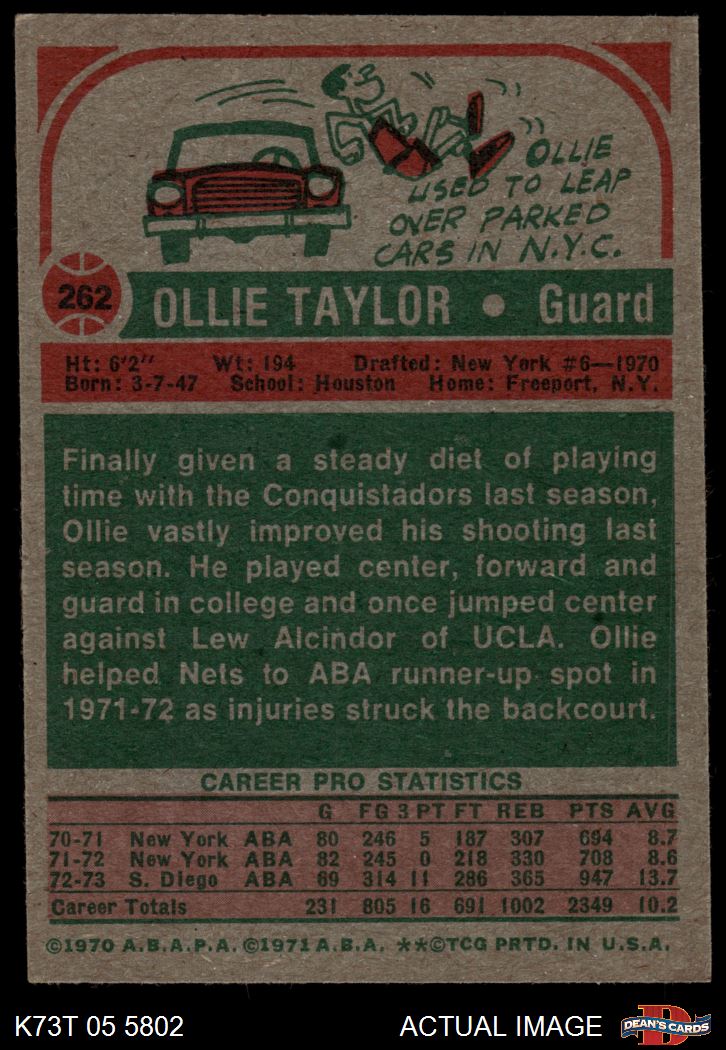 OLLIE
USED TO LEAP
OVER PARKED
CARS IN N.Y.C.
262 OLLIE TAYLOR • Guard
Ht: 6'2" Wt: 194 Drafted: New York #6—1970
Born: 3-7-47 School: Houston Home: Freeport, N.Y.
Finally given a steady diet of playing
time with the Conquistadors last season,
Ollie vastly improved his shooting last
season. He played center, forward and
guard in college and once jumped center
against Lew Alcindor of UCLA. Ollie
helped Nets to ABA runner-up spot in
1971-72 as injuries struck the backcourt.
CAREER PRO STATISTICS
G FG 3 PT FT REB PTS AVG
70-71 New York ABA 80 246 5 187 307 694 8.7
71-72 New York ABA 82 245 0 218 330 708 8.6
72-73 S. Diego ABA 69 314 11 286 365 947 13.7
Career Totals 231 805 16 691 1002 2349 10.2
©1970 A.B.A.P.A. ©1971 A.B.A. **©TCG PRTD. IN U.S.A.
K73T 05 5802 ACTUAL IMAGE D DEAN'S CARDS